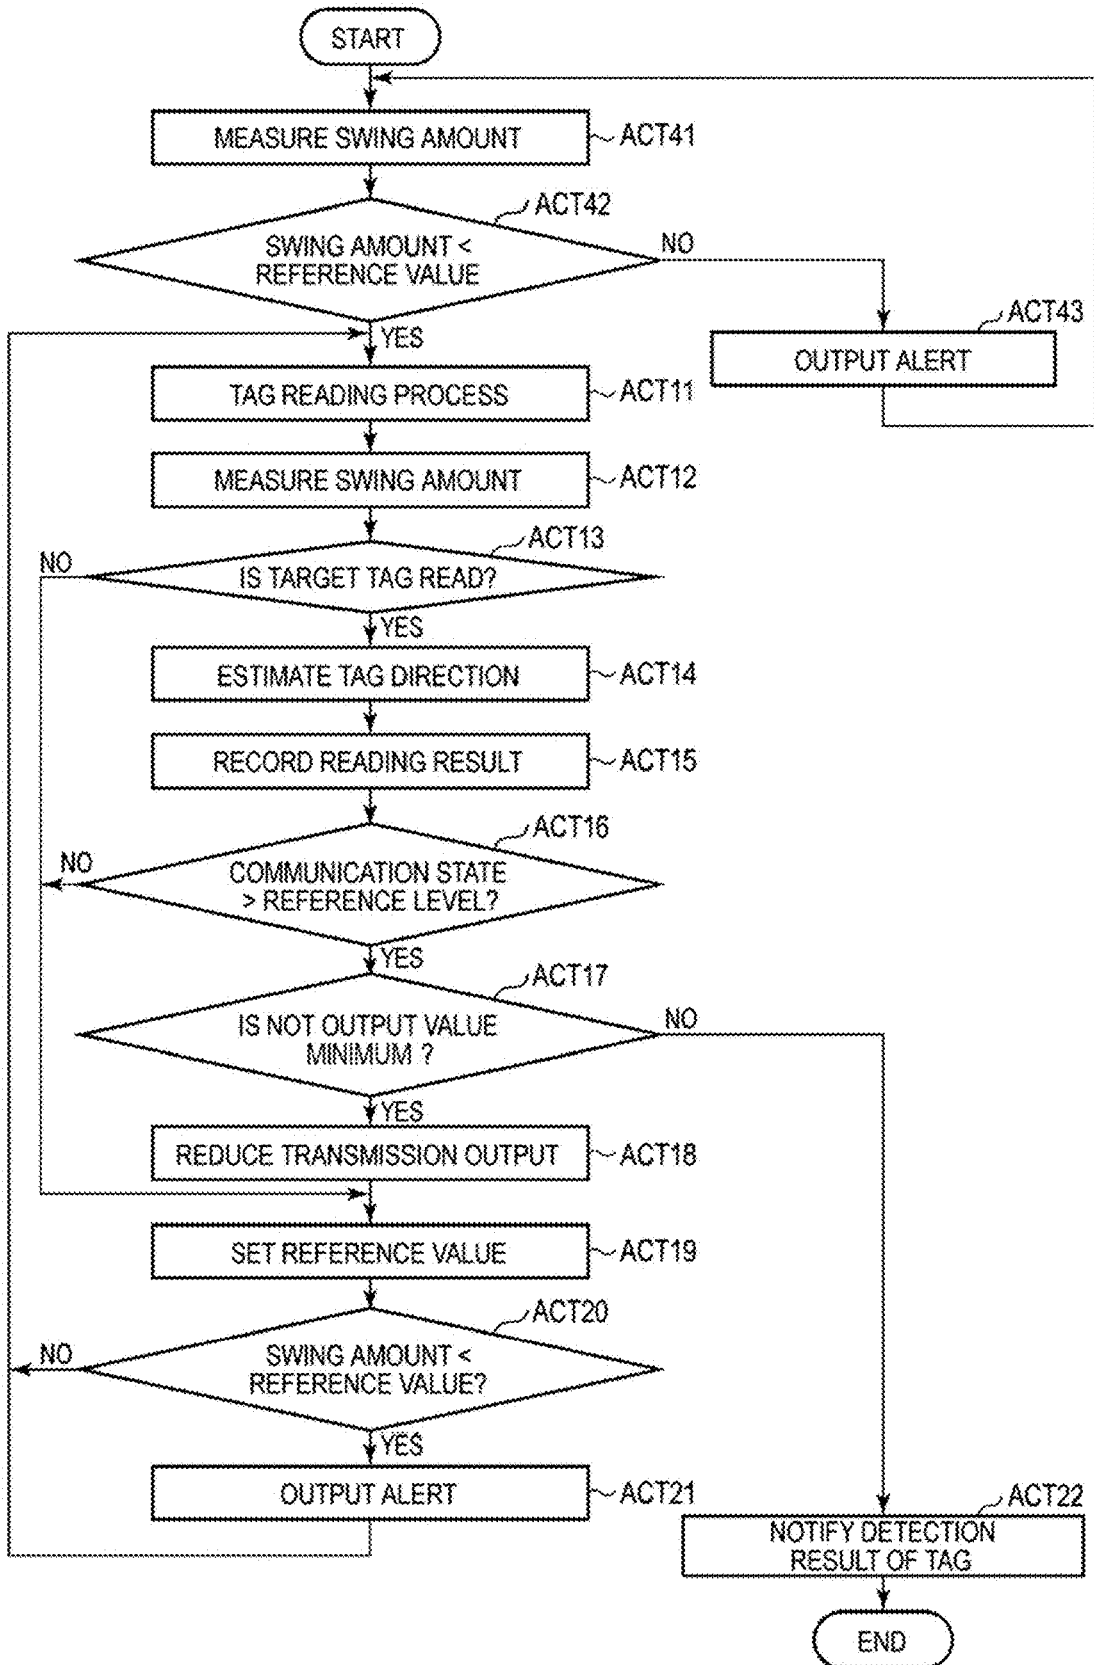 START
MEASURE SWING AMOUNT
ACT41
ACT42
SWING AMOUNT <
REFERENCE VALUE
NO
YES
ACT43
OUTPUT ALERT
TAG READING PROCESS
ACT11
MEASURE SWING AMOUNT
ACT12
ACT13
IS TARGET TAG READ?
NO
YES
ESTIMATE TAG DIRECTION
ACT14
RECORD READING RESULT
ACT15
ACT16
COMMUNICATION STATE
> REFERENCE LEVEL?
NO
YES
ACT17
IS NOT OUTPUT VALUE
MINIMUM ?
NO
YES
REDUCE TRANSMISSION OUTPUT
ACT18
SET REFERENCE VALUE
ACT19
ACT20
SWING AMOUNT <
REFERENCE VALUE?
NO
YES
OUTPUT ALERT
ACT21
ACT22
NOTIFY DETECTION
RESULT OF TAG
END